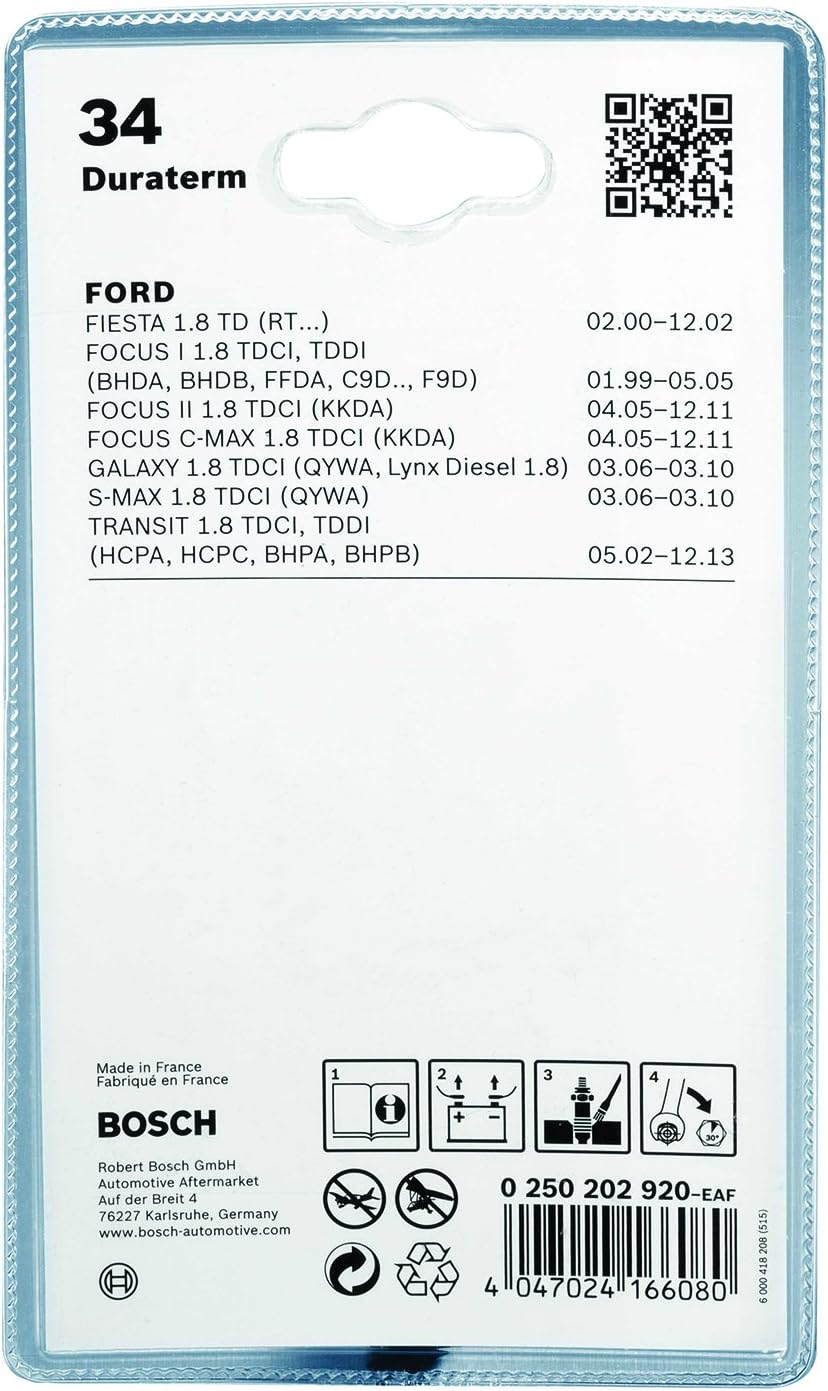 34
Duraterm
FORD
FIESTA 1.8 TD (RT...) 02.00–12.02
FOCUS I 1.8 TDCI, TDDI
(BHDA, BHDB, FFDA, C9D.., F9D) 01.99–05.05
FOCUS II 1.8 TDCI (KKDA) 04.05–12.11
FOCUS C-MAX 1.8 TDCI (KKDA) 04.05–12.11
GALAXY 1.8 TDCI (QYWA, Lynx Diesel 1.8) 03.06–03.10
S-MAX 1.8 TDCI (QYWA) 03.06–03.10
TRANSIT 1.8 TDCI, TDDI
(HCPA, HCPC, BHPA, BHPB) 05.02–12.13
Made in France
Fabriqué en France
BOSCH
Robert Bosch GmbH
Automotive Aftermarket
Auf der Breit 4
76227 Karlsruhe, Germany
www.bosch-automotive.com
1 2 3 4
i + – 30°
0 250 202 920–EAF
4 047024 166080
6 000 418 208 (515)